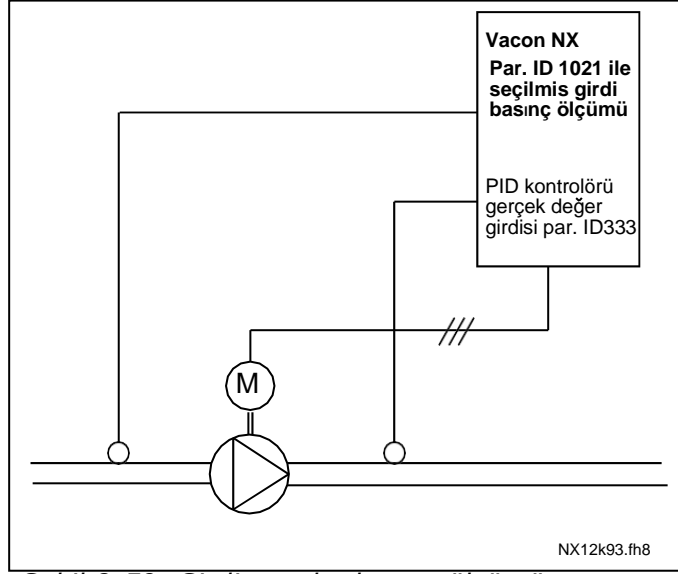 Vacon NX
Par. ID 1021 ile
seçilmis girdi
basınç ölçümü
PID kontrolörü
gerçek değer
girdisi par. ID333
M
NX12k93.fh8